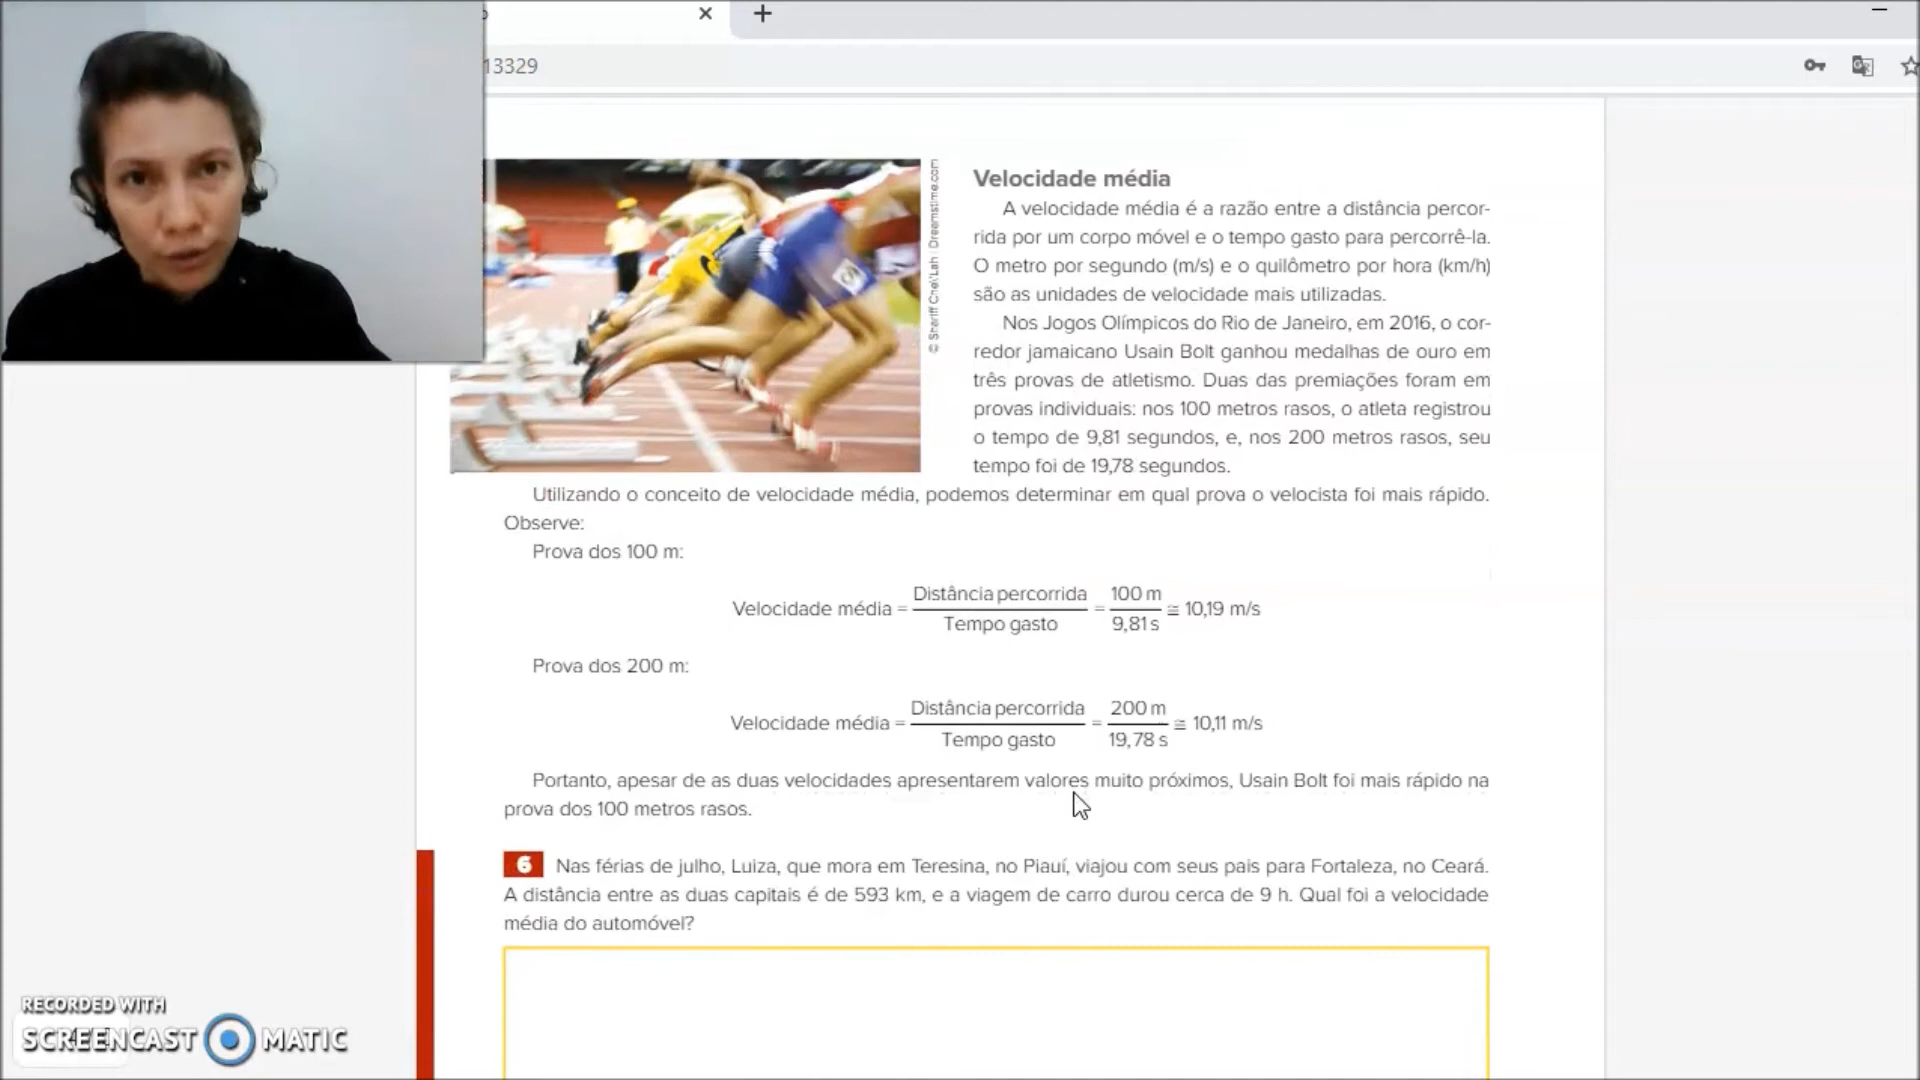 13329
Velocidade média
A velocidade média é a razão entre a distância percor-
rida por um corpo móvel e o tempo gasto para percorrê-la.
O metro por segundo (m/s) e o quilômetro por hora (km/h)
são as unidades de velocidade mais utilizadas.
Nos Jogos Olímpicos do Rio de Janeiro, em 2016, o cor-
redor jamaicano Usain Bolt ganhou medalhas de ouro em
três provas de atletismo. Duas das premiações foram em
provas individuais: nos 100 metros rasos, o atleta registrou
o tempo de 9,81 segundos, e, nos 200 metros rasos, seu
tempo foi de 19,78 segundos.
Utilizando o conceito de velocidade média, podemos determinar em qual prova o velocista foi mais rápido.
Observe:
Prova dos 100 m:
Velocidade média = Distância percorrida / Tempo gasto = 100 m / 9,81 s ≅ 10,19 m/s
Prova dos 200 m:
Velocidade média = Distância percorrida / Tempo gasto = 200 m / 19,78 s ≅ 10,11 m/s
Portanto, apesar de as duas velocidades apresentarem valores muito próximos, Usain Bolt foi mais rápido na
prova dos 100 metros rasos.
6 Nas férias de julho, Luiza, que mora em Teresina, no Piauí, viajou com seus pais para Fortaleza, no Ceará.
A distância entre as duas capitais é de 593 km, e a viagem de carro durou cerca de 9 h. Qual foi a velocidade
média do automóvel?
RECORDED WITH
SCREENCAST MATIC